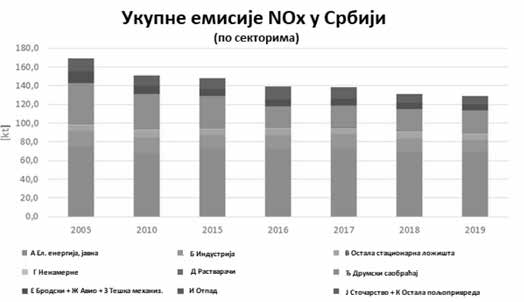 Укупне емисије NOx у Србији
(по секторима)
180,0
160,0
140,0
120,0
100,0
80,0
60,0
40,0
20,0
0,0
[kt]
2005 2010 2015 2016 2017 2018 2019
А Ел. енергија, јавна Б Индустрија В Остала стационарна ложишта
Г Ненамерне Д Растварачи Ђ Друмски саобраћај
Е Бродски + Ж Авио + З Тешка механиз. И Отпад Ј Сточарство + К Остала пољопривреда